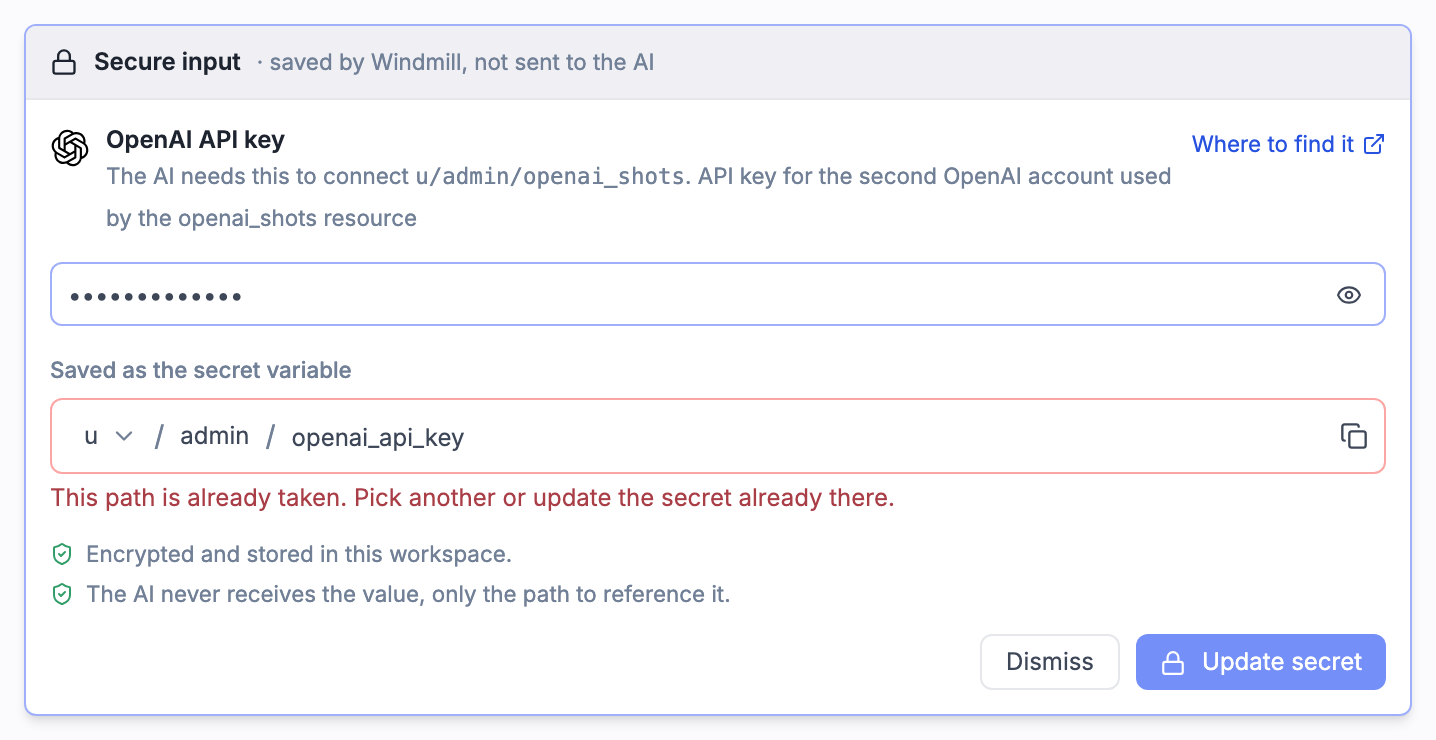 Secure input · saved by Windmill, not sent to the AI
OpenAI API key
Where to find it
The AI needs this to connect u/admin/openai_shots. API key for the second OpenAI account used
by the openai_shots resource
•••••••••••••
Saved as the secret variable
u / admin / openai_api_key
This path is already taken. Pick another or update the secret already there.
Encrypted and stored in this workspace.
The AI never receives the value, only the path to reference it.
Dismiss
Update secret